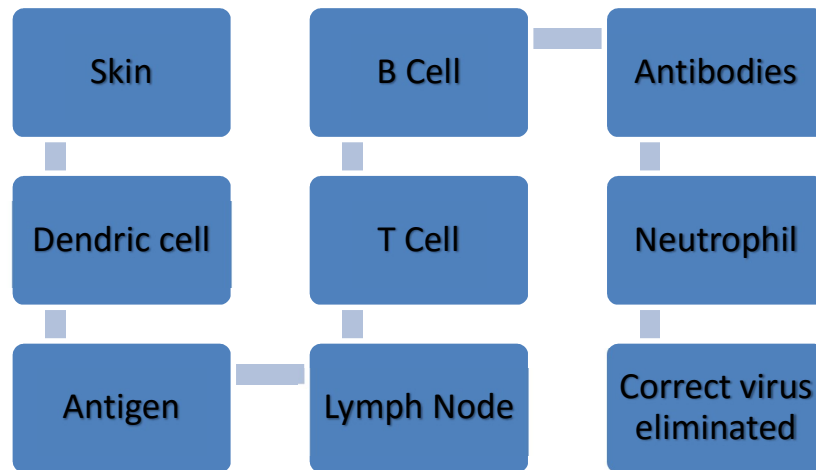 Skin
Dendric cell
Antigen
Lymph Node
T Cell
B Cell
Antibodies
Neutrophil
Correct virus
eliminated